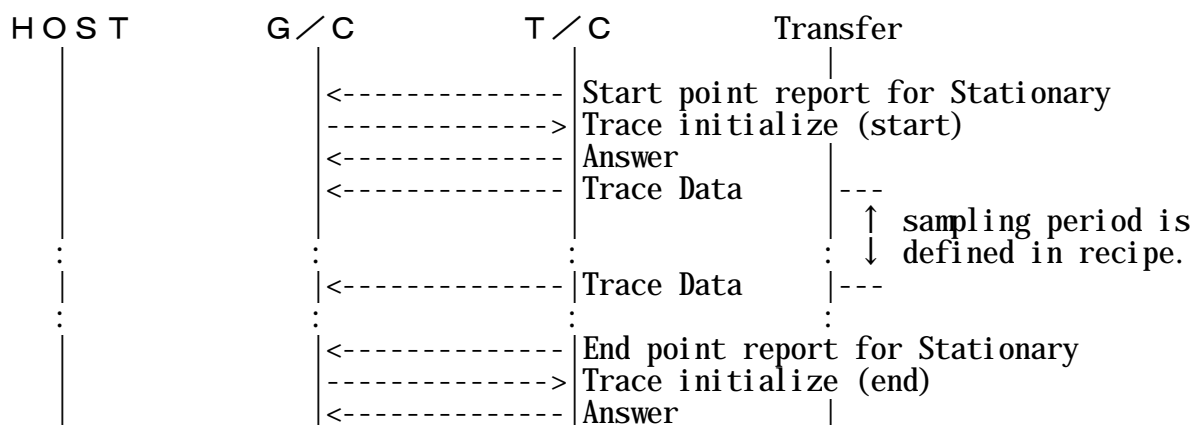 ＨＯＳＴ Ｇ／Ｃ Ｔ／Ｃ Transfer
|<--------------|Start point report for Stationary
|-------------->|Trace initialize (start)
|<--------------|Answer
|<--------------|Trace Data |---
↑ sampling period is
: : : : ↓ defined in recipe.
|<--------------|Trace Data |---
: : : :
|<--------------|End point report for Stationary
|-------------->|Trace initialize (end)
|<--------------|Answer